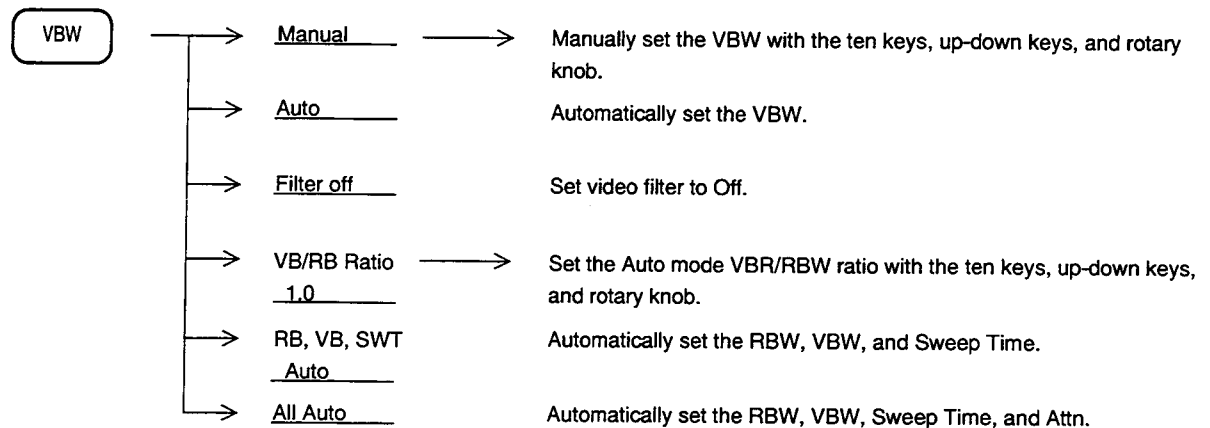 VBW
Manual
Manually set the VBW with the ten keys, up-down keys, and rotary
knob.
Auto
Automatically set the VBW.
Filter off
Set video filter to Off.
VB/RB Ratio
1.0
Set the Auto mode VBR/RBW ratio with the ten keys, up-down keys,
and rotary knob.
RB, VB, SWT
Auto
Automatically set the RBW, VBW, and Sweep Time.
All Auto
Automatically set the RBW, VBW, Sweep Time, and Attn.